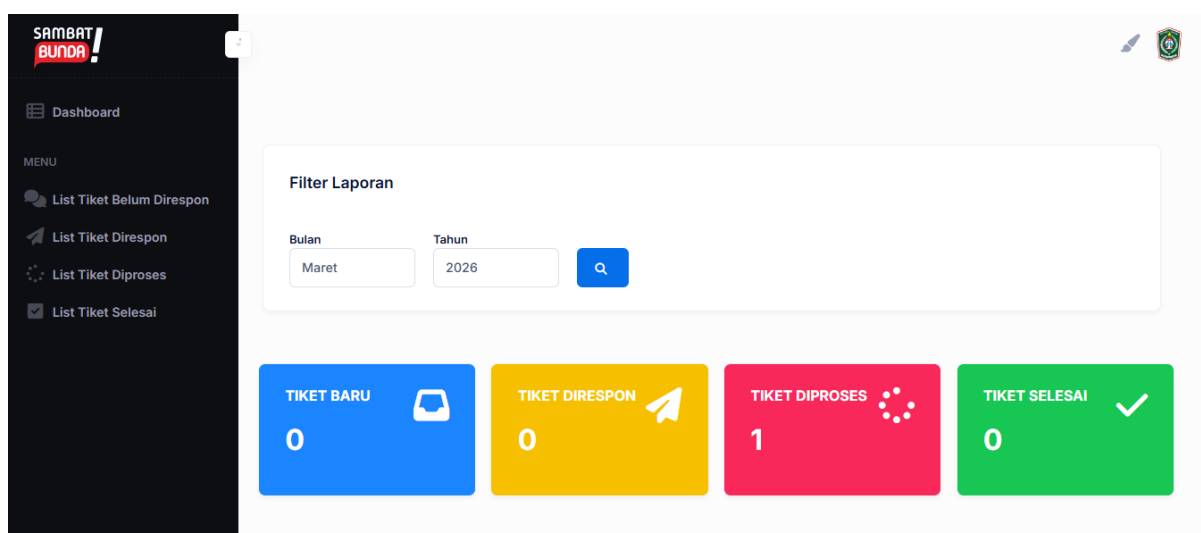 SAMBAT
BUNDA!
Dashboard
MENU
List Tiket Belum Direspon
List Tiket Direspon
List Tiket Diproses
List Tiket Selesai
Filter Laporan
Bulan
Tahun
Maret
2026
TIKET BARU
0
TIKET DIRESPON
0
TIKET DIPROSES
1
TIKET SELESAI
0